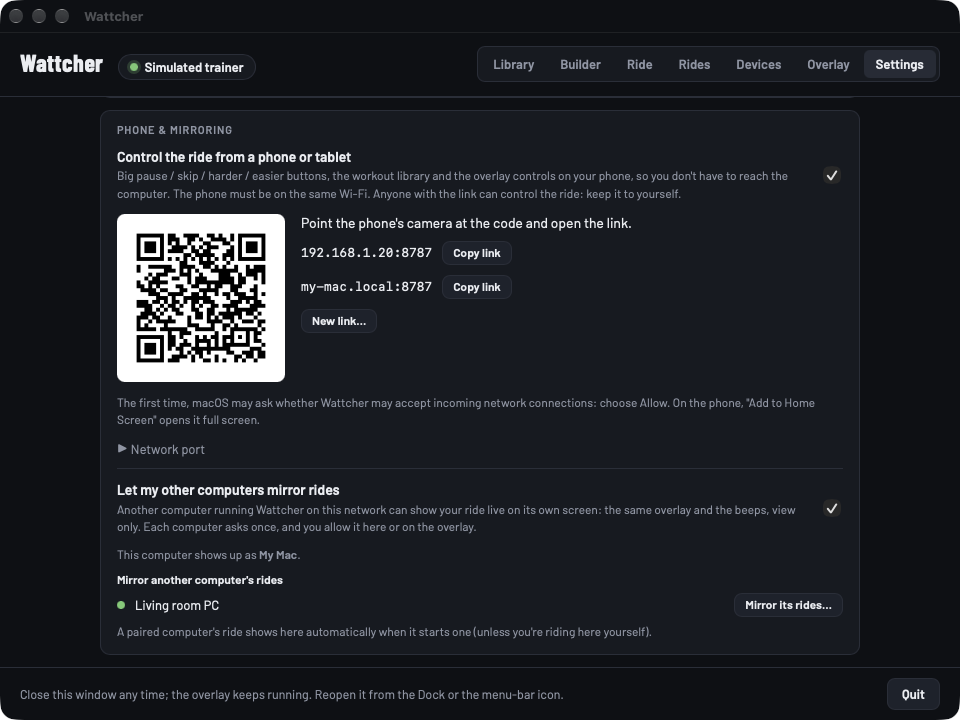 Wattcher
Wattcher
Simulated trainer
Library
Builder
Ride
Rides
Devices
Overlay
Settings
PHONE & MIRRORING
Control the ride from a phone or tablet
Big pause / skip / harder / easier buttons, the workout library and the overlay controls on your phone, so you don't have to reach the
computer. The phone must be on the same Wi-Fi. Anyone with the link can control the ride: keep it to yourself.
Point the phone's camera at the code and open the link.
192.168.1.20:8787
Copy link
my-mac.local:8787
Copy link
New link...
The first time, macOS may ask whether Wattcher may accept incoming network connections: choose Allow. On the phone, "Add to Home
Screen" opens it full screen.
Network port
Let my other computers mirror rides
Another computer running Wattcher on this network can show your ride live on its own screen: the same overlay and the beeps, view
only. Each computer asks once, and you allow it here or on the overlay.
This computer shows up as My Mac.
Mirror another computer's rides
Living room PC
Mirror its rides...
A paired computer's ride shows here automatically when it starts one (unless you're riding here yourself).
Close this window any time; the overlay keeps running. Reopen it from the Dock or the menu-bar icon.
Quit